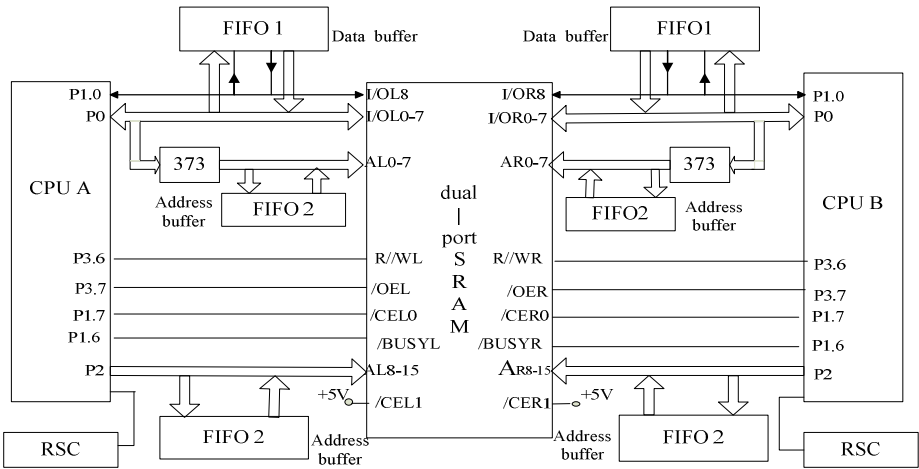 FIFO 1
Data buffer
Data buffer
FIFO1
P1.0
I/OL8
I/OR8
P1.0
P0
I/OL0-7
I/OR0-7
P0
373
AL0-7
AR0-7
373
CPU A
Address
buffer
FIFO 2
dual
—
port
S
R
A
M
FIFO2
Address
buffer
CPU B
P3.6
R//WL
R//WR
P3.6
P3.7
/OEL
/OER
P3.7
P1.7
/CEL0
/CER0
P1.7
P1.6
/BUSYL
/BUSYR
P1.6
P2
AL8-15
AR8-15
P2
+5V
/CEL1
/CER1
+5V
RSC
FIFO 2
Address
buffer
Address
buffer
FIFO 2
RSC